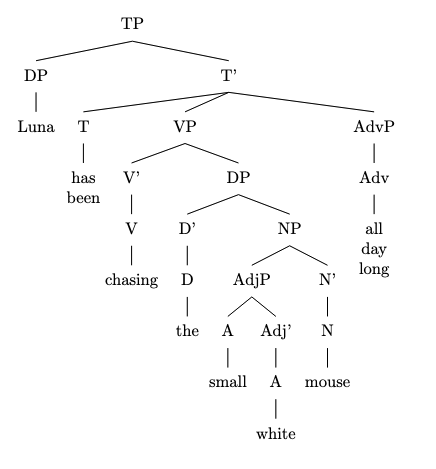 TP
DP T'
Luna T VP AdvP
has V' DP Adv
been
V D' NP all
day
chasing D AdjP N' long
the A Adj' N
small A mouse
white